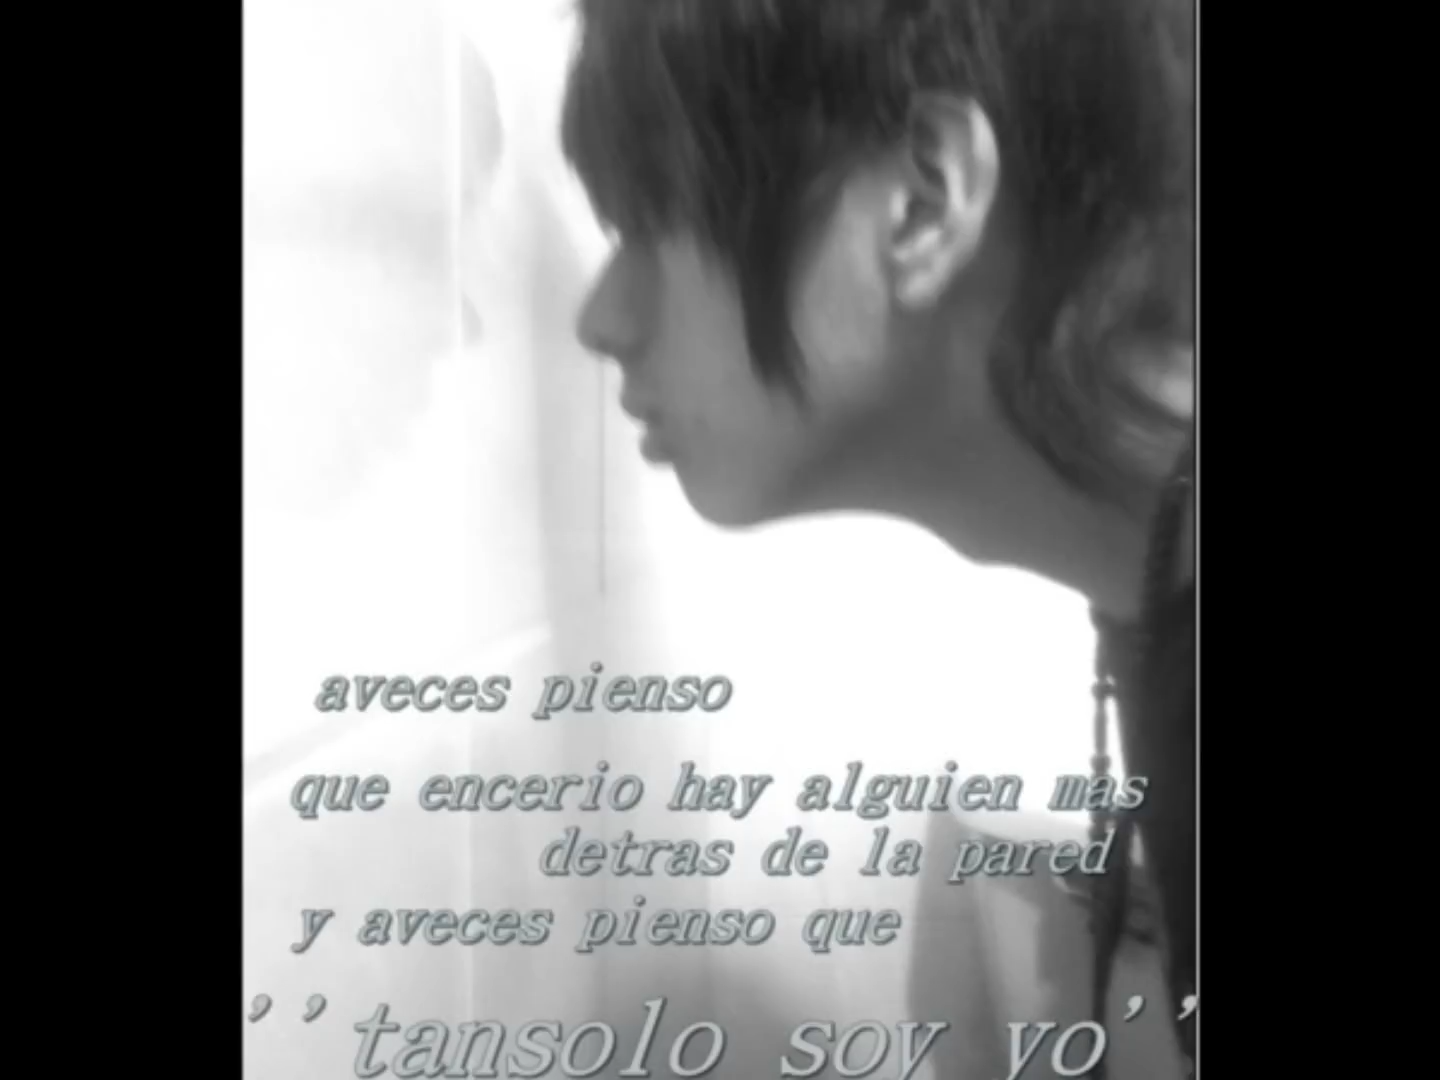 aveces pienso
que encerio hay alguien mas
detras de la pared
y aveces pienso que
''tansolo soy yo''